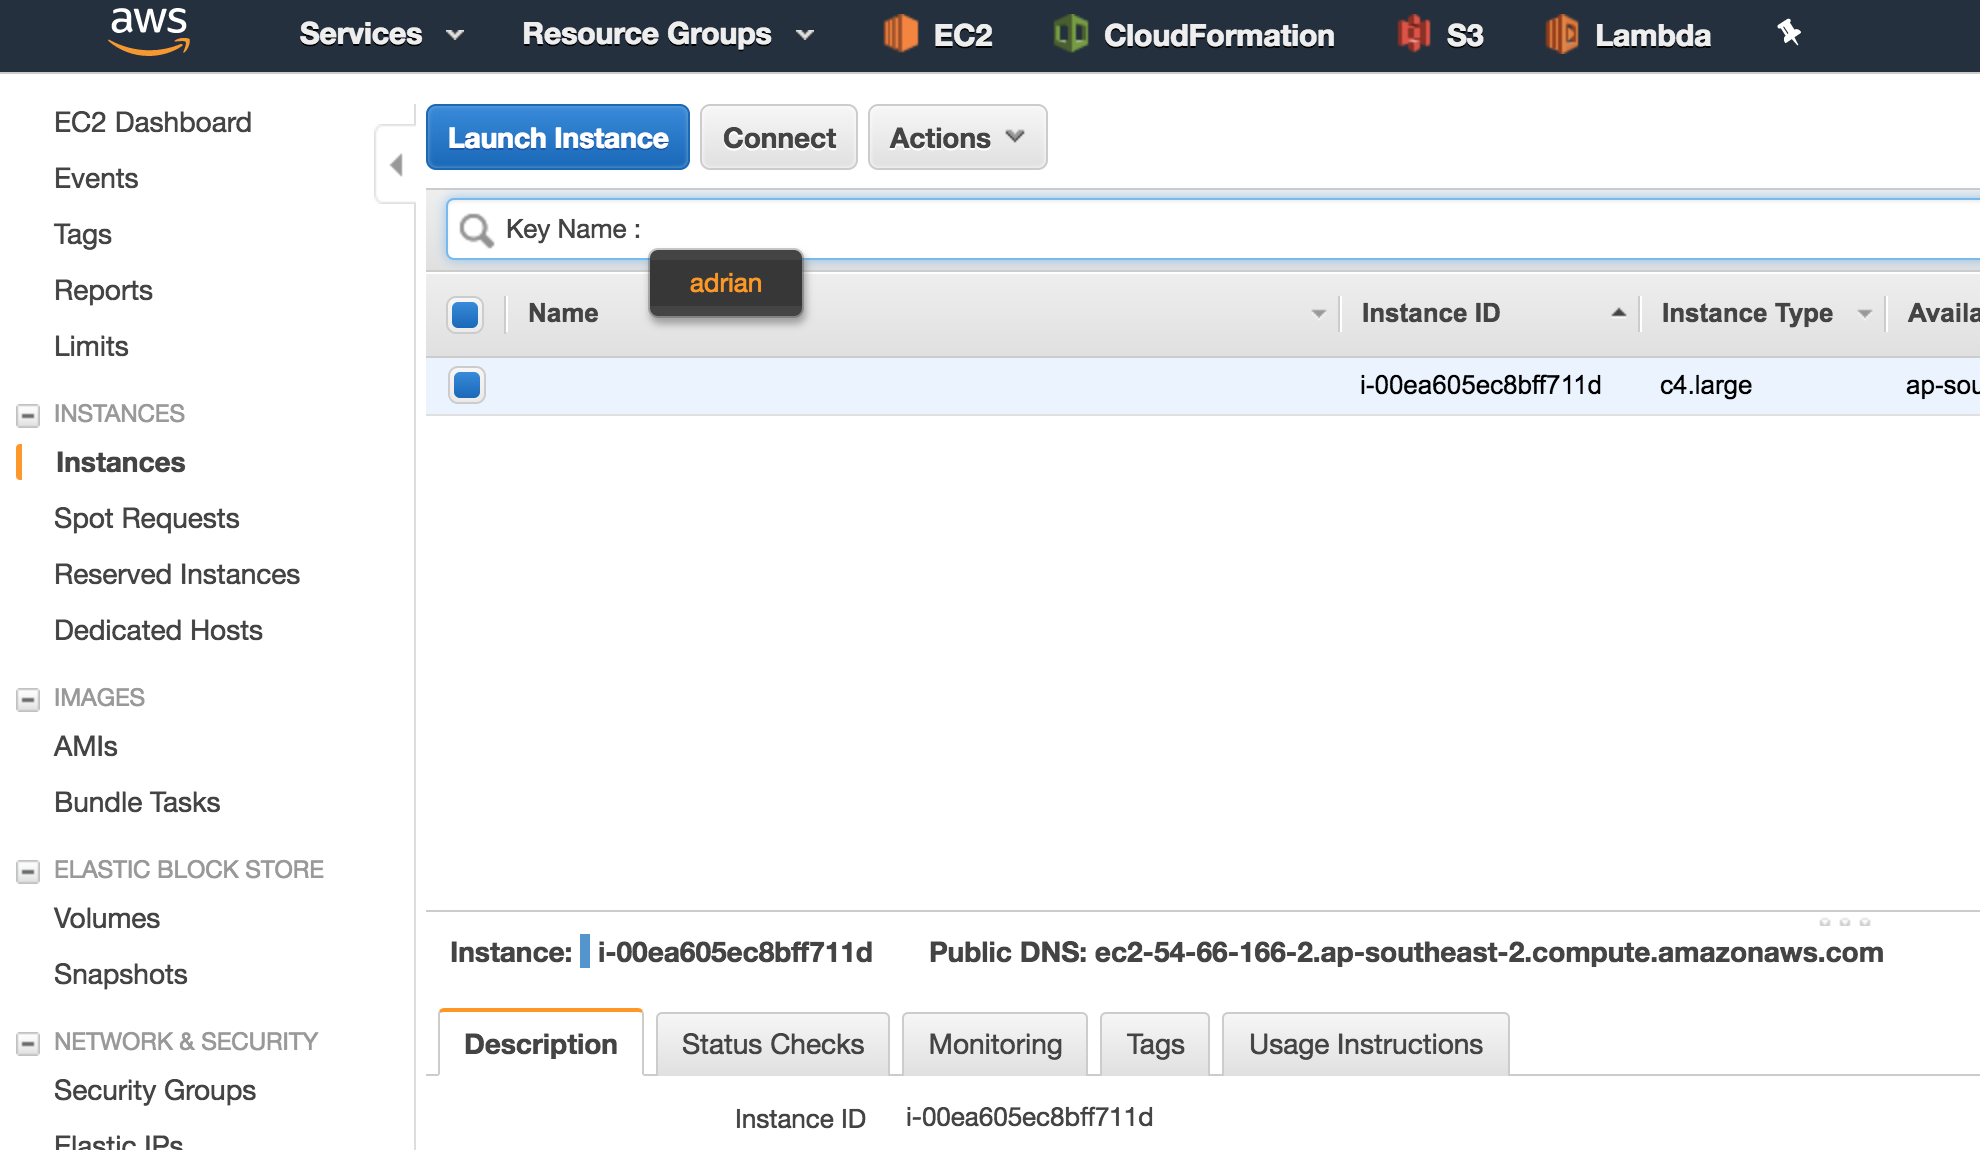 aws Services Resource Groups EC2 CloudFormation S3 Lambda
EC2 Dashboard
Events
Tags
Reports
Limits
INSTANCES
Instances
Spot Requests
Reserved Instances
Dedicated Hosts
IMAGES
AMIs
Bundle Tasks
ELASTIC BLOCK STORE
Volumes
Snapshots
NETWORK & SECURITY
Security Groups
Elastic IPs
Launch Instance Connect Actions
Key Name :
adrian
Name Instance ID Instance Type Availa
i-00ea605ec8bff711d c4.large ap-sou
Instance: i-00ea605ec8bff711d Public DNS: ec2-54-66-166-2.ap-southeast-2.compute.amazonaws.com
Description Status Checks Monitoring Tags Usage Instructions
Instance ID i-00ea605ec8bff711d